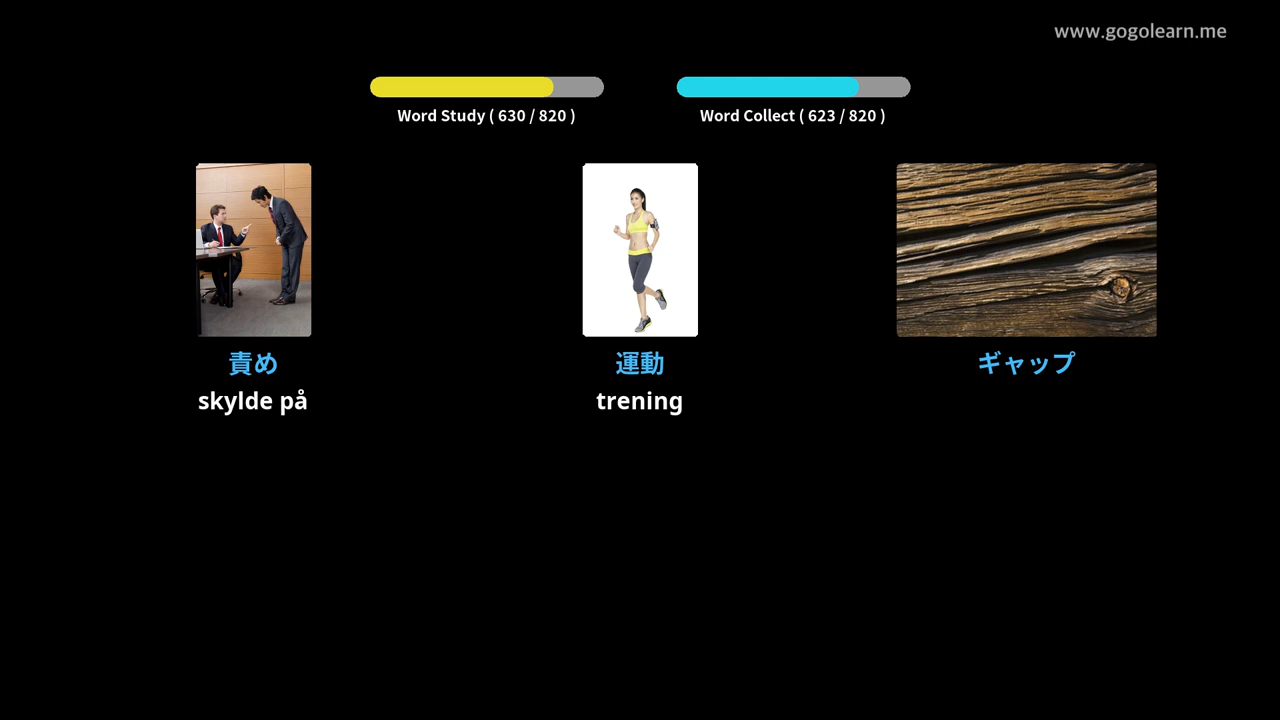 www.gogolearn.me
Word Study ( 630 / 820 )
Word Collect ( 623 / 820 )
責め
skylde på
運動
trening
ギャップ